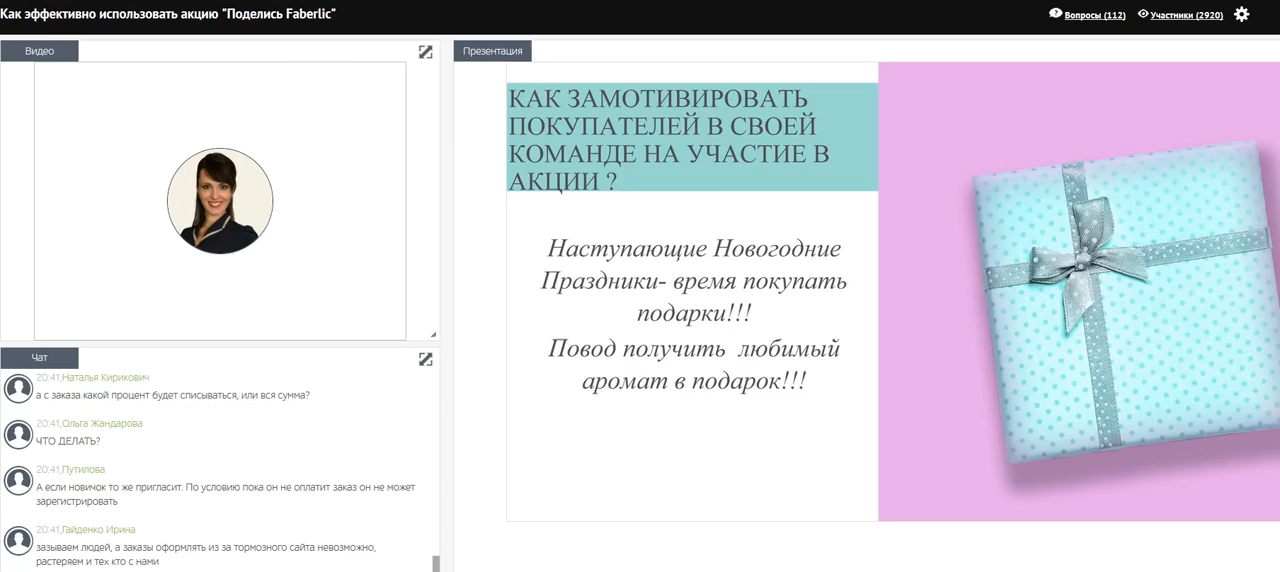 Как эффективно использовать акцию "Поделись Faberlic"
Вопросы (112)
Участники (2920)
Видео
Презентация
КАК ЗАМОТИВИРОВАТЬ
ПОКУПАТЕЛЕЙ В СВОЕЙ
КОМАНДЕ НА УЧАСТИЕ В
АКЦИИ ?
Наступающие Новогодние
Праздники- время покупать
подарки!!!
Повод получить любимый
аромат в подарок!!!
Чат
20:41,Наталья Кирикович
а с заказа какой процент будет списываться, или вся сумма?
20:41,Ольга Жандарова
ЧТО ДЕЛАТЬ?
20:41,Путилова
А если новичок то же пригласит. По условию пока он не оплатит заказ он не может
зарегистрировать
20:41,Гайденко Ирина
зазываем людей, а заказы оформлять из за тормозного сайта невозможно,
растеряем и тех кто с нами